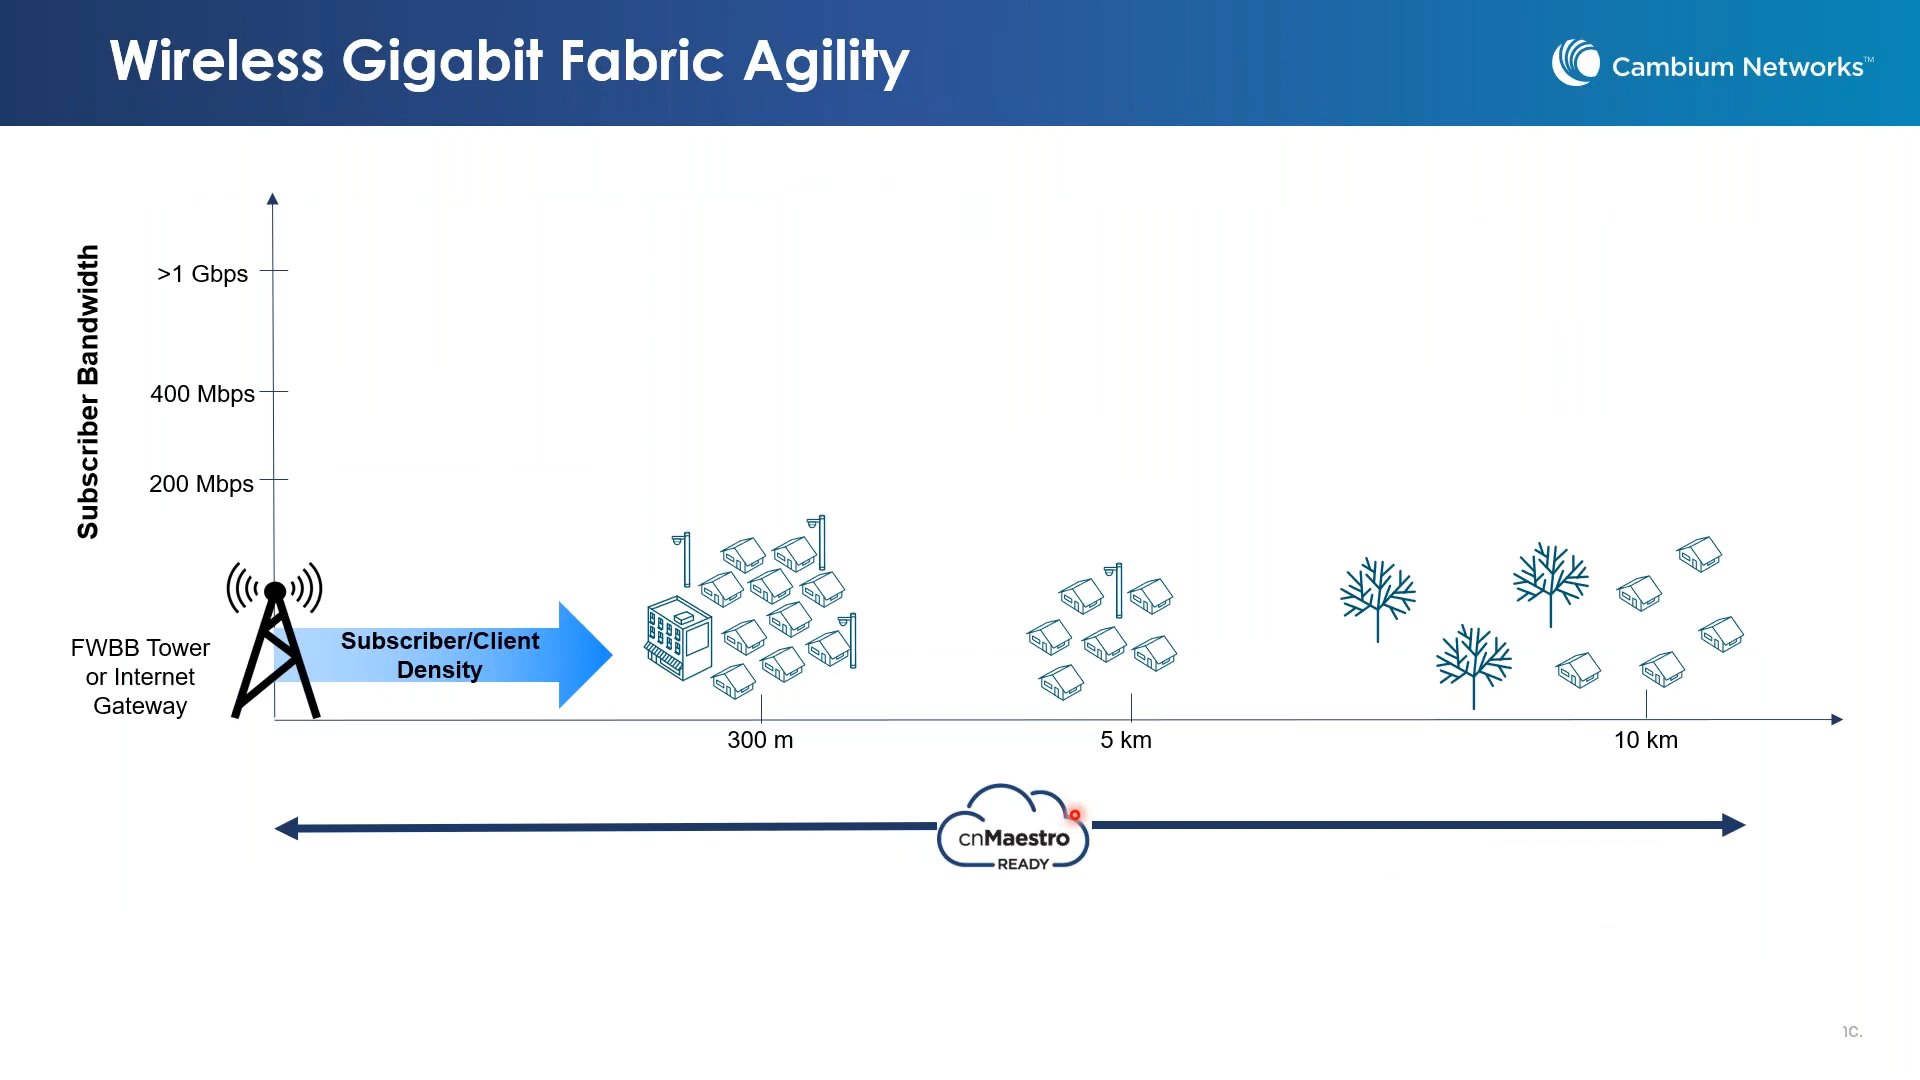 Wireless Gigabit Fabric Agility
Cambium Networks™
Subscriber Bandwidth
>1 Gbps
400 Mbps
200 Mbps
FWBB Tower
or Internet
Gateway
Subscriber/Client
Density
300 m
5 km
10 km
cnMaestro
READY